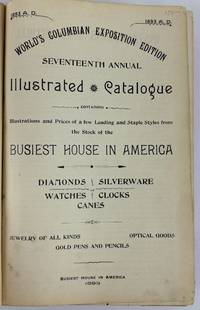 1492 A. D.
1893 A. D.
WORLD'S COLUMBIAN EXPOSITION EDITION
SEVENTEENTH ANNUAL
Illustrated Catalogue
CONTAINING
Illustrations and Prices of a few Leading and Staple Styles from
the Stock of the
BUSIEST HOUSE IN AMERICA
DIAMONDS SILVERWARE
WATCHES CLOCKS
CANES
JEWELRY OF ALL KINDS OPTICAL GOODS
GOLD PENS AND PENCILS
BUSIEST HOUSE IN AMERICA
1893